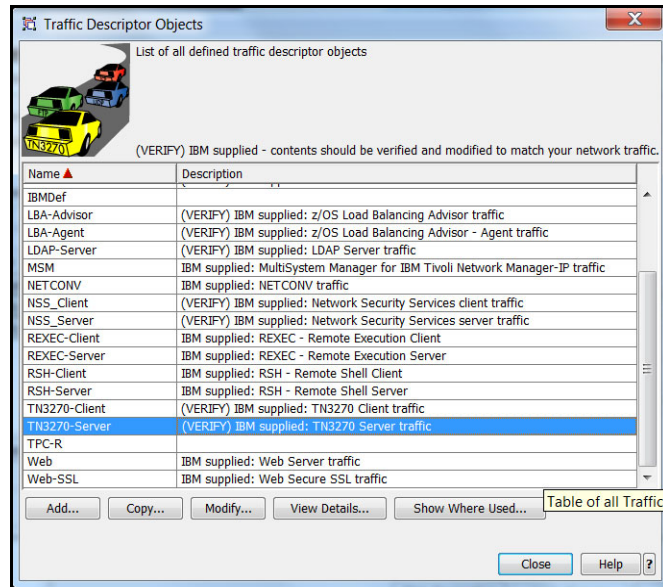 Traffic Descriptor Objects
List of all defined traffic descriptor objects
TN3270
(VERIFY) IBM supplied - contents should be verified and modified to match your network traffic.
Name Description
IBMDef
LBA-Advisor (VERIFY) IBM supplied: z/OS Load Balancing Advisor traffic
LBA-Agent (VERIFY) IBM supplied: z/OS Load Balancing Advisor - Agent traffic
LDAP-Server (VERIFY) IBM supplied: LDAP Server traffic
MSM IBM supplied: MultiSystem Manager for IBM Tivoli Network Manager-IP traffic
NETCONV IBM supplied: NETCONV traffic
NSS_Client (VERIFY) IBM supplied: Network Security Services client traffic
NSS_Server (VERIFY) IBM supplied: Network Security Services server traffic
REXEC-Client IBM supplied: REXEC - Remote Execution Client
REXEC-Server IBM supplied: REXEC - Remote Execution Server
RSH-Client IBM supplied: RSH - Remote Shell Client
RSH-Server IBM supplied: RSH - Remote Shell Server
TN3270-Client (VERIFY) IBM supplied: TN3270 Client traffic
TN3270-Server (VERIFY) IBM supplied: TN3270 Server traffic
TPC-R
Web IBM supplied: Web Server traffic
Web-SSL IBM supplied: Web Secure SSL traffic
Add... Copy... Modify... View Details... Show Where Used... Table of all Traffic
Close Help ?